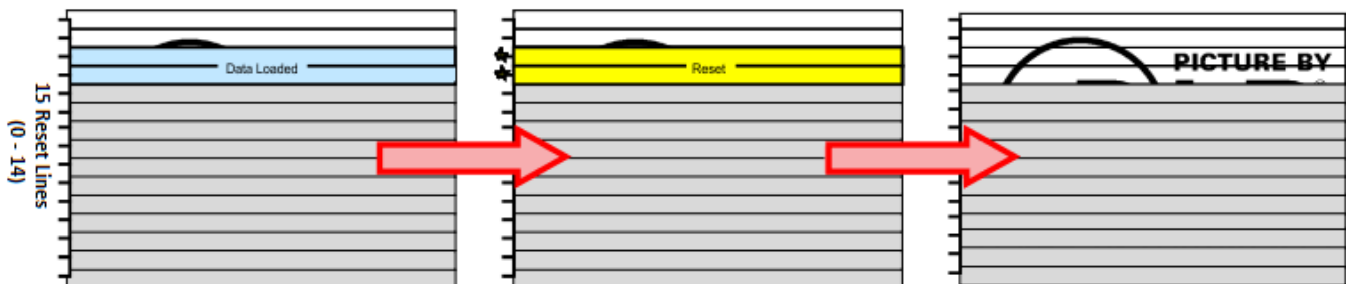 15 Reset Lines
(0 - 14)
Data Loaded
Reset
PICTURE BY